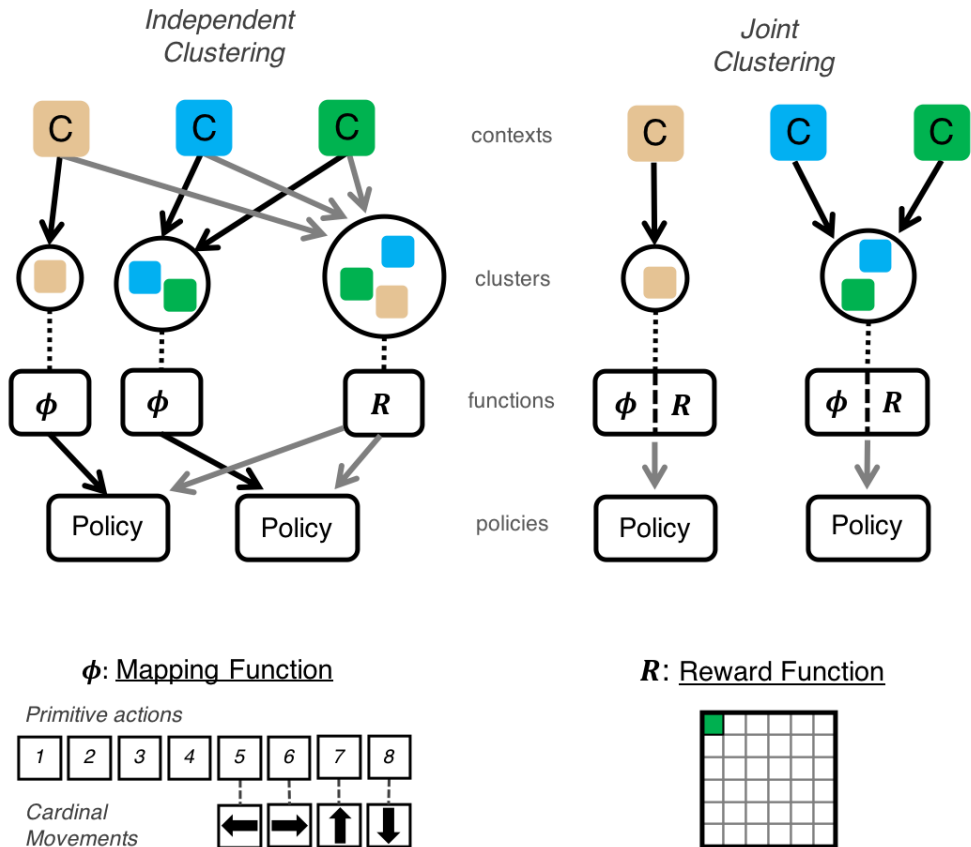 Independent
Clustering
Joint
Clustering
C C C contexts C C C
clusters
ϕ ϕ R functions ϕ R ϕ R
Policy Policy policies Policy Policy
ϕ: Mapping Function
R: Reward Function
Primitive actions
1 2 3 4 5 6 7 8
Cardinal
Movements